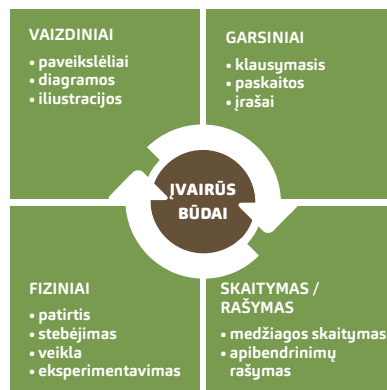 VAIZDINIAI
• paveikslėliai
• diagramos
• iliustracijos
GARSINIAI
• klausymasis
• paskaitos
• įrašai
ĮVAIRŪS
BŪDAI
FIZINIAI
• patirtis
• stebėjimas
• veikla
• eksperimentavimas
SKAITYMAS /
RAŠYMAS
• medžiagos skaitymas
• apibendrinimų
rašymas